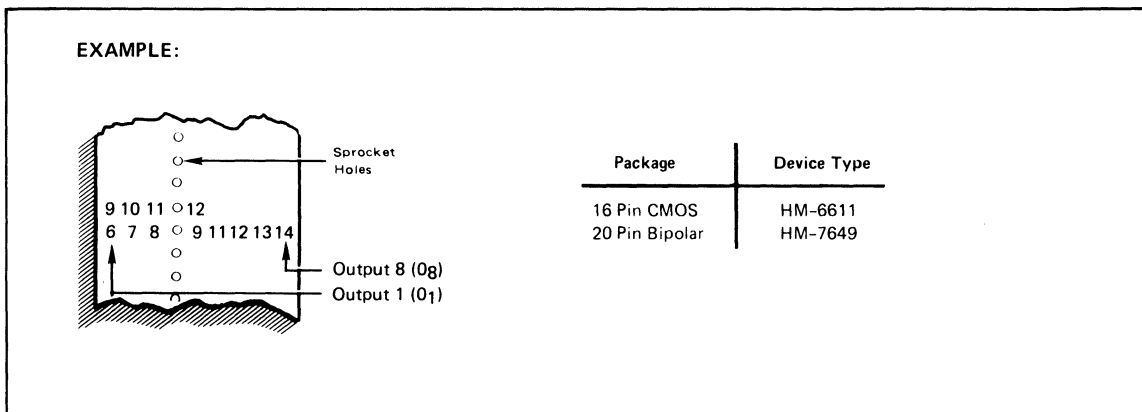 EXAMPLE:
Sprocket
Holes
9 10 11 12
6 7 8 9 11 12 13 14
Output 8 (O8)
Output 1 (O1)
Package Device Type
16 Pin CMOS HM-6611
20 Pin Bipolar HM-7649